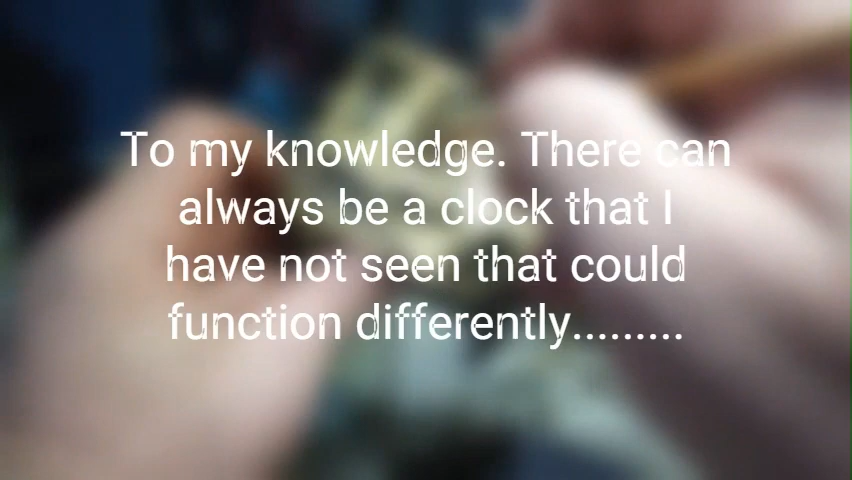 To my knowledge. There can
always be a clock that I
have not seen that could
function differently.........